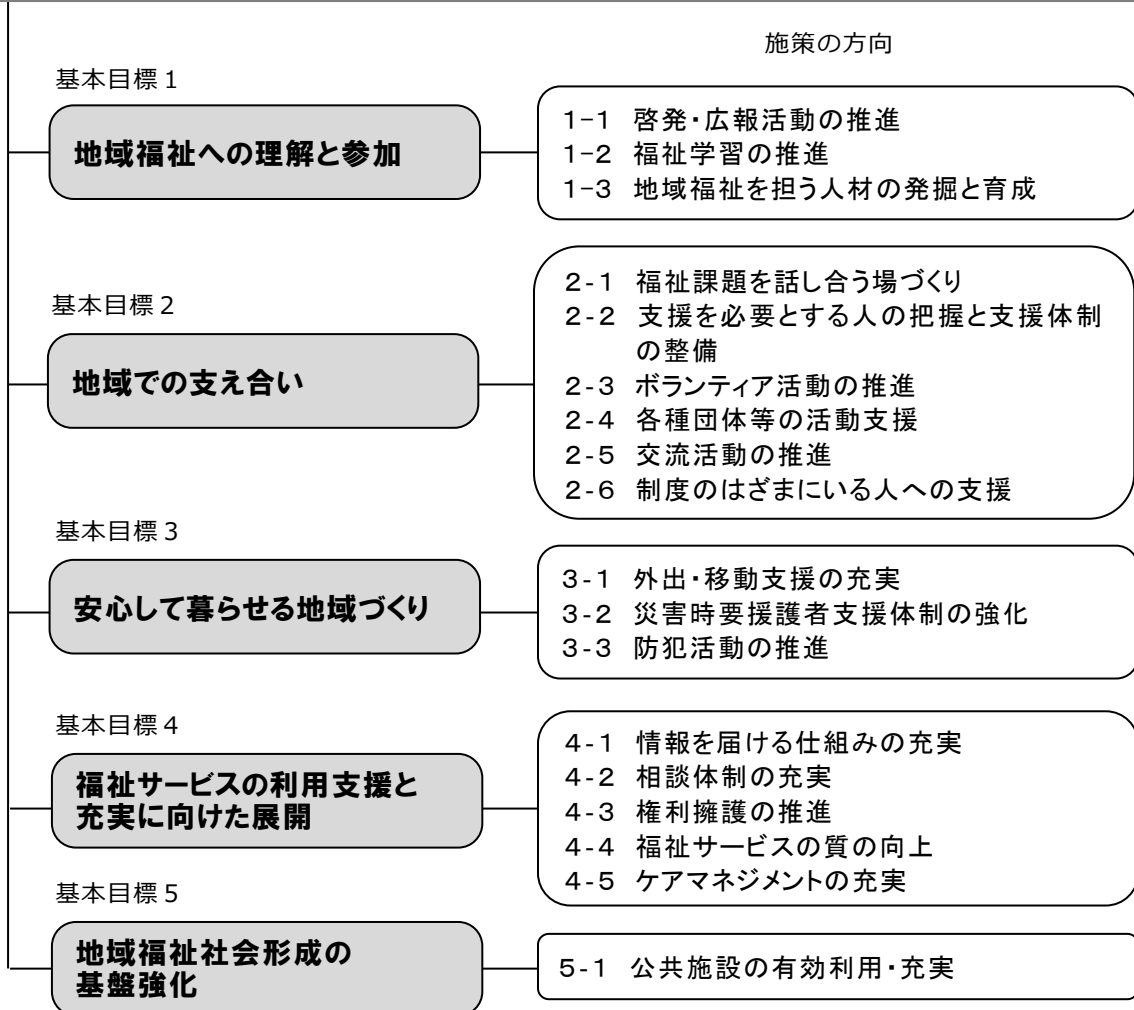 施策の方向
基本目標１
地域福祉への理解と参加
1-1 啓発・広報活動の推進
1-2 福祉学習の推進
1-3 地域福祉を担う人材の発掘と育成
基本目標２
地域での支え合い
2-1 福祉課題を話し合う場づくり
2-2 支援を必要とする人の把握と支援体制
の整備
2-3 ボランティア活動の推進
2-4 各種団体等の活動支援
2-5 交流活動の推進
2-6 制度のはざまにいる人への支援
基本目標３
安心して暮らせる地域づくり
3-1 外出・移動支援の充実
3-2 災害時要援護者支援体制の強化
3-3 防犯活動の推進
基本目標４
福祉サービスの利用支援と
充実に向けた展開
4-1 情報を届ける仕組みの充実
4-2 相談体制の充実
4-3 権利擁護の推進
4-4 福祉サービスの質の向上
4-5 ケアマネジメントの充実
基本目標５
地域福祉社会形成の
基盤強化
5-1 公共施設の有効利用・充実